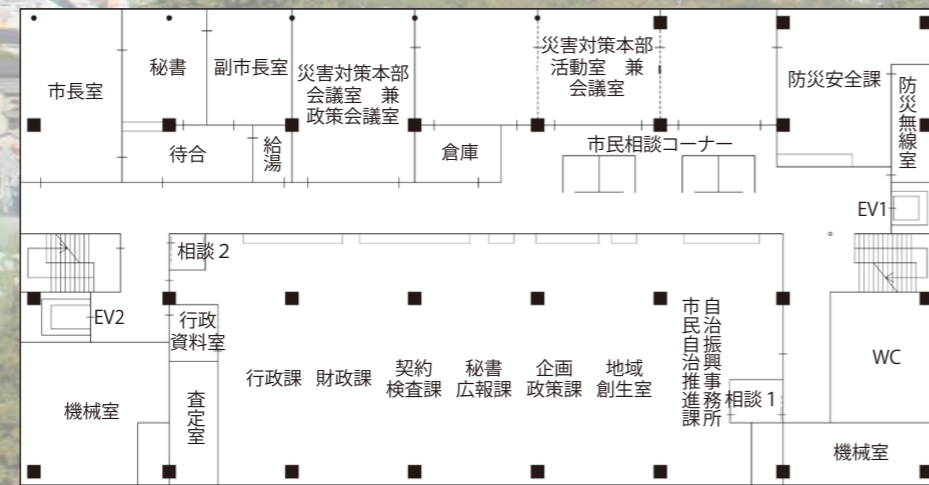 市長室
秘書
副市長室
災害対策本部
会議室　兼
政策会議室
災害対策本部
活動室　兼
会議室
防災安全課
防災無線室
待合
給湯
倉庫
市民相談コーナー
EV1
相談２
EV2
行政
資料室
行政課
財政課
契約
検査課
秘書
広報課
企画
政策課
地域
創生室
自治振興事務所
市民自治推進課
相談１
WC
査定室
機械室
機械室